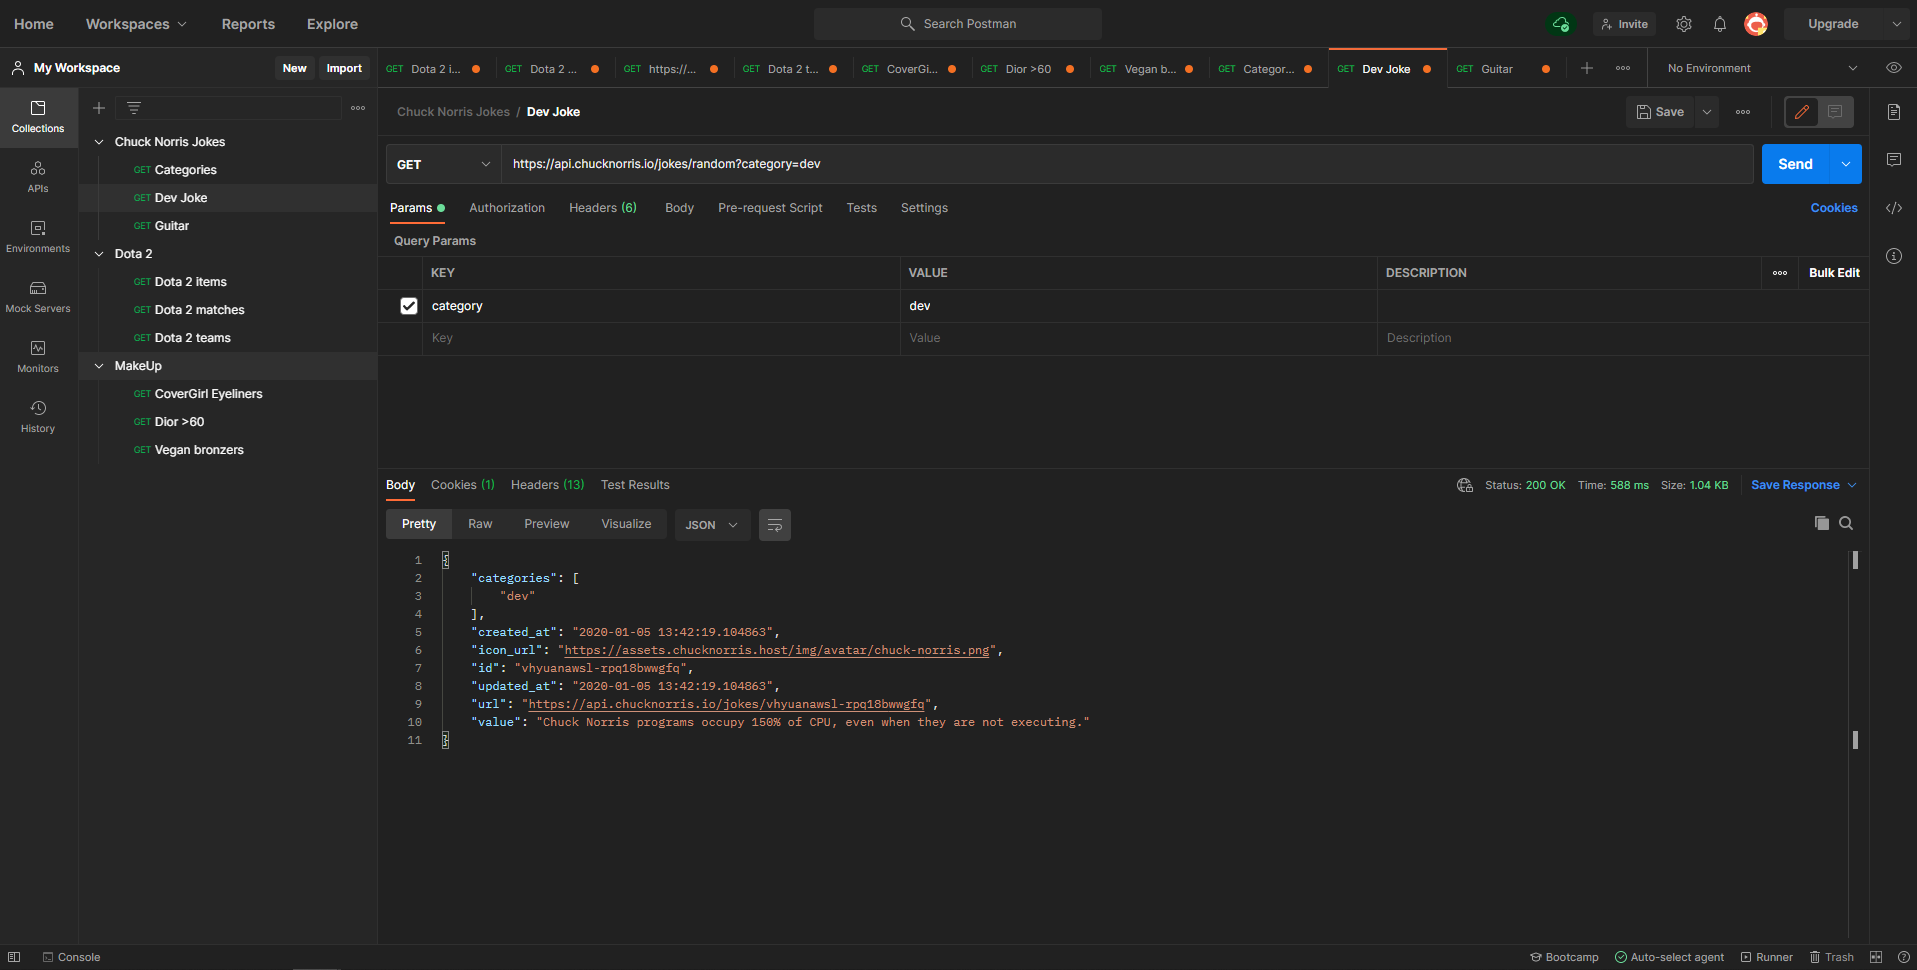 Home Workspaces Reports Explore Search Postman Invite Upgrade
My Workspace New Import
GET Dota 2 i... GET Dota 2 ... GET https://... GET Dota 2 t... GET CoverGi... GET Dior >60 GET Vegan b... GET Categor... GET Dev Joke GET Guitar No Environment
Collections
APIs
Environments
Mock Servers
Monitors
History
Chuck Norris Jokes
GET Categories
GET Dev Joke
GET Guitar
Dota 2
GET Dota 2 items
GET Dota 2 matches
GET Dota 2 teams
MakeUp
GET CoverGirl Eyeliners
GET Dior >60
GET Vegan bronzers
Chuck Norris Jokes / Dev Joke Save
GET https://api.chucknorris.io/jokes/random?category=dev Send
Params Authorization Headers (6) Body Pre-request Script Tests Settings Cookies
Query Params
KEY VALUE DESCRIPTION Bulk Edit
category dev
Key Value Description
Body Cookies (1) Headers (13) Test Results Status: 200 OK Time: 588 ms Size: 1.04 KB Save Response
Pretty Raw Preview Visualize JSON
1 {
2 "categories": [
3 "dev"
4 ],
5 "created_at": "2020-01-05 13:42:19.104863",
6 "icon_url": "https://assets.chucknorris.host/img/avatar/chuck-norris.png",
7 "id": "vhyuanawsl-rpq18bwwgfq",
8 "updated_at": "2020-01-05 13:42:19.104863",
9 "url": "https://api.chucknorris.io/jokes/vhyuanawsl-rpq18bwwgfq",
10 "value": "Chuck Norris programs occupy 150% of CPU, even when they are not executing."
11 }
Console Bootcamp Auto-select agent Runner Trash